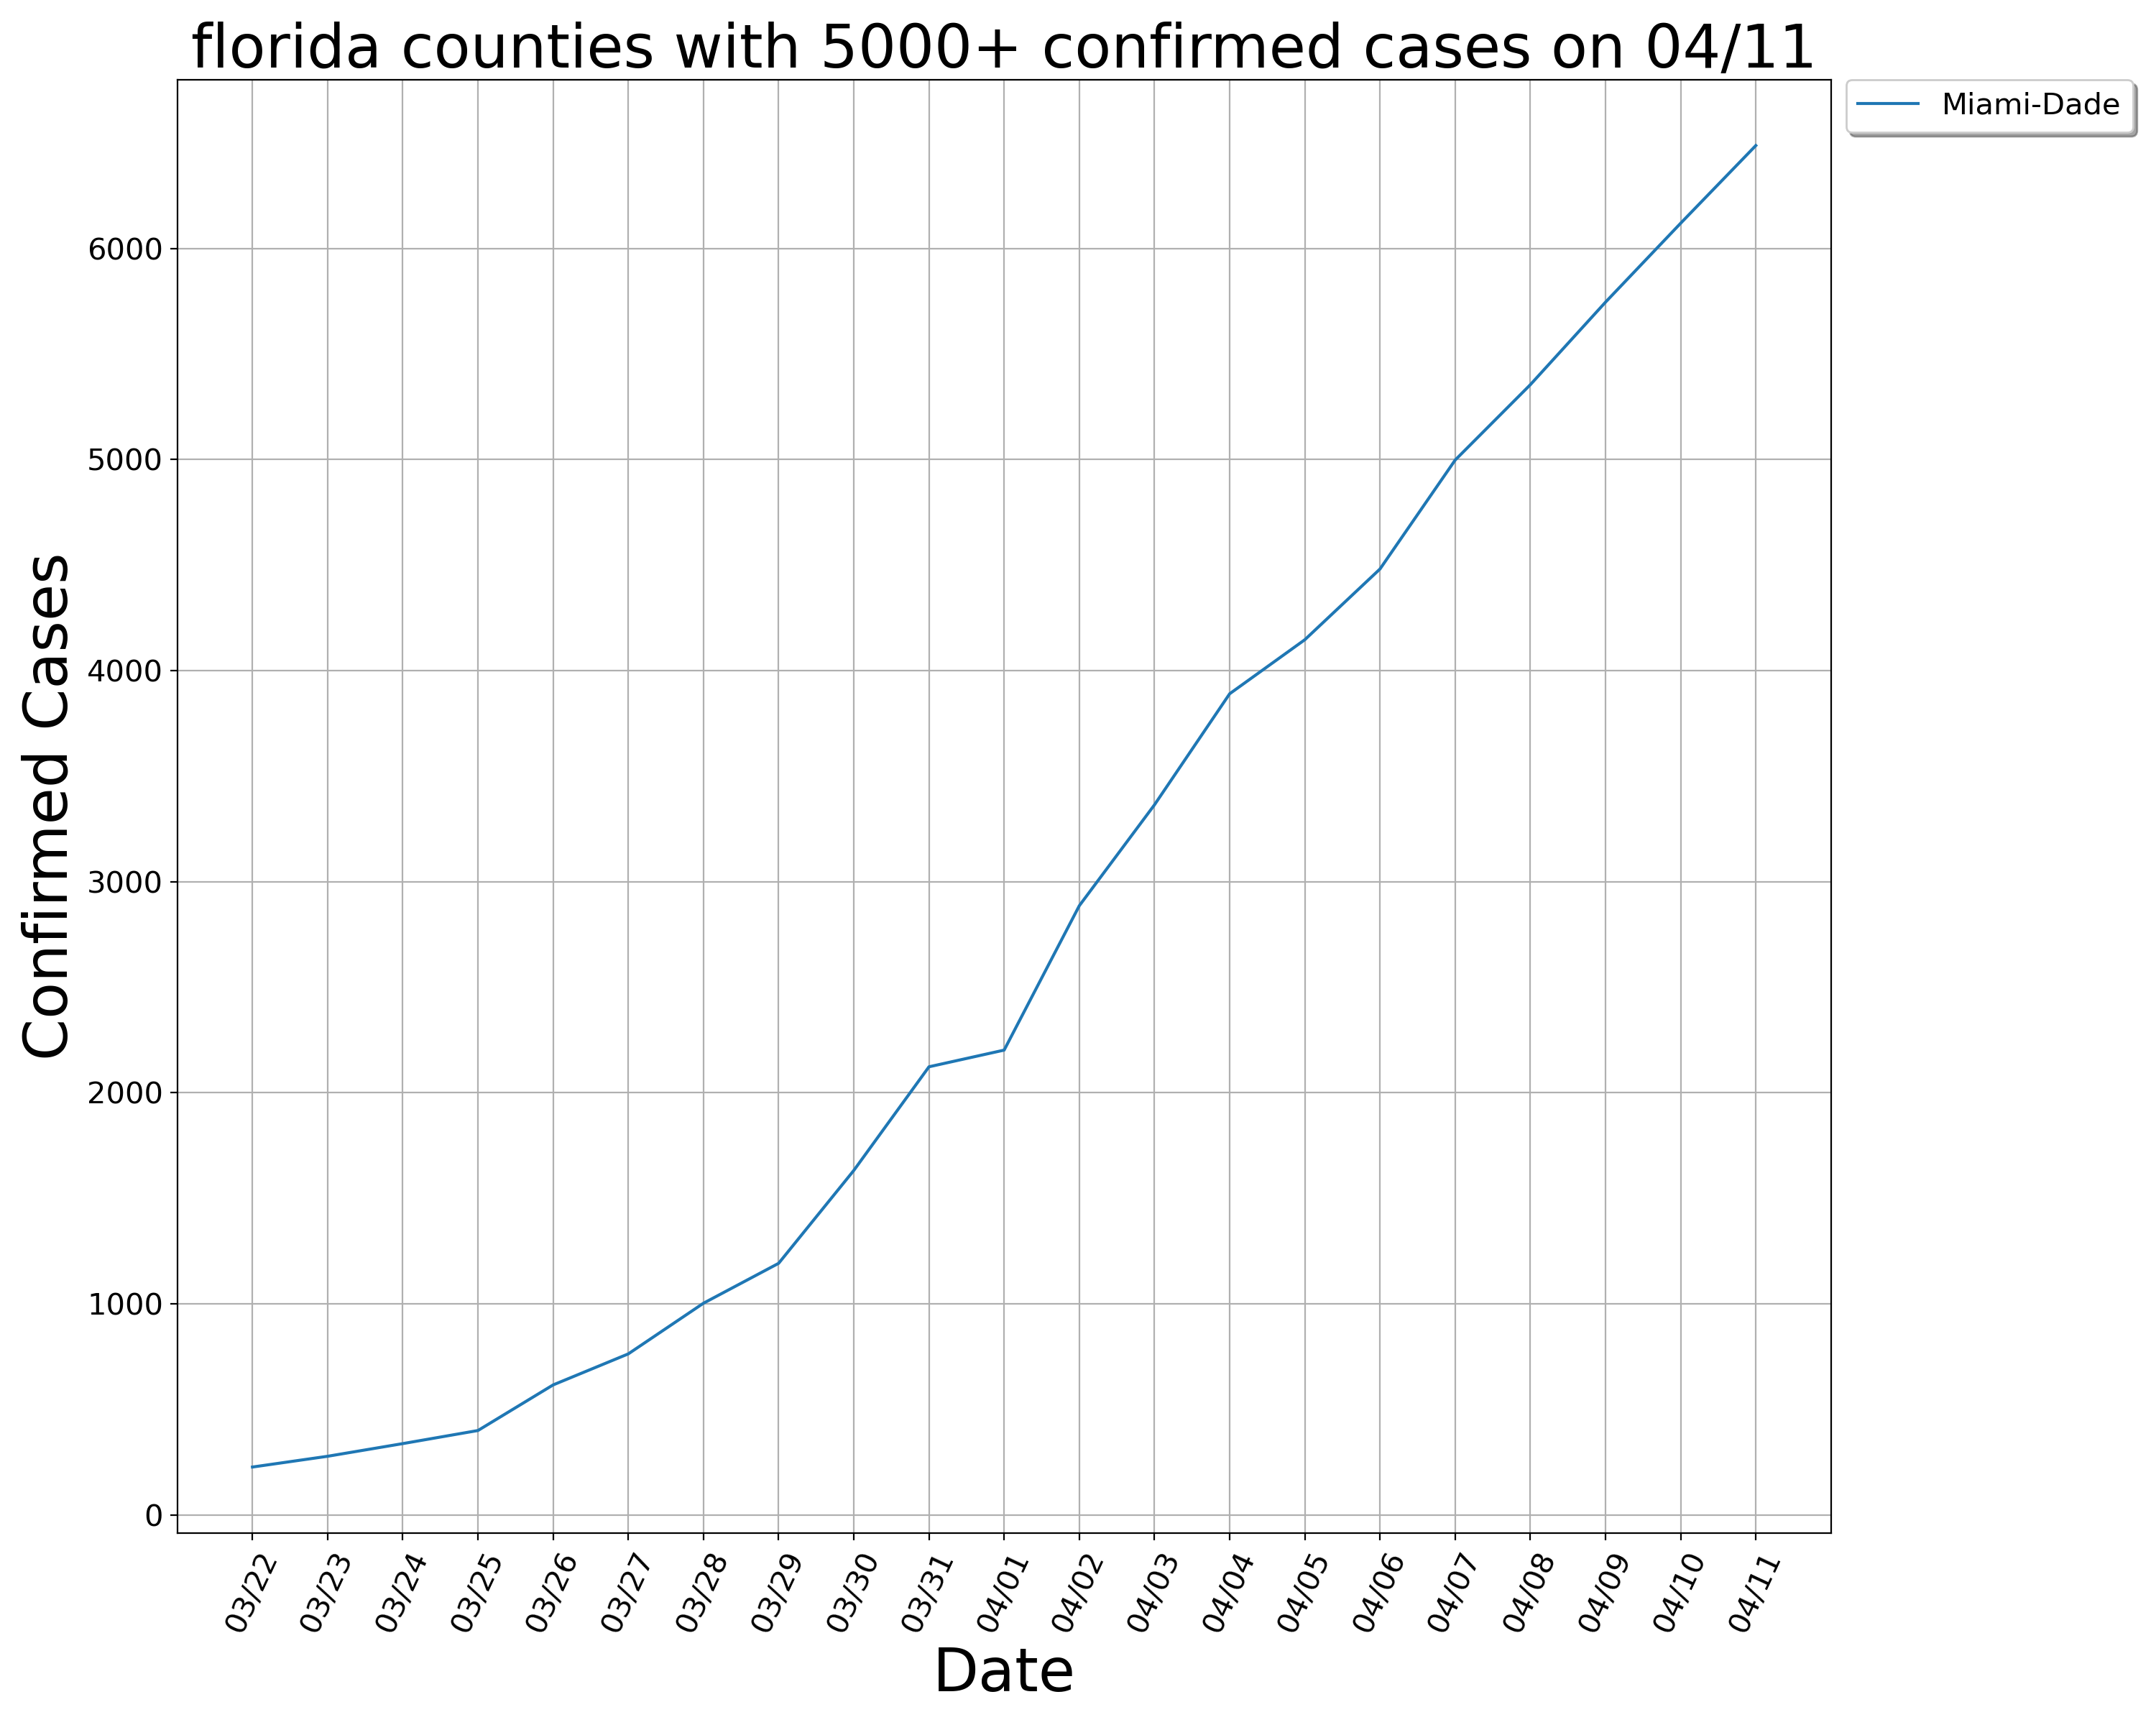 florida counties with 5000+ confirmed cases on 04/11
Miami-Dade
Confirmed Cases
6000
5000
4000
3000
2000
1000
0
03/22 03/23 03/24 03/25 03/26 03/27 03/28 03/29 03/30 03/31 04/01 04/02 04/03 04/04 04/05 04/06 04/07 04/08 04/09 04/10 04/11
Date